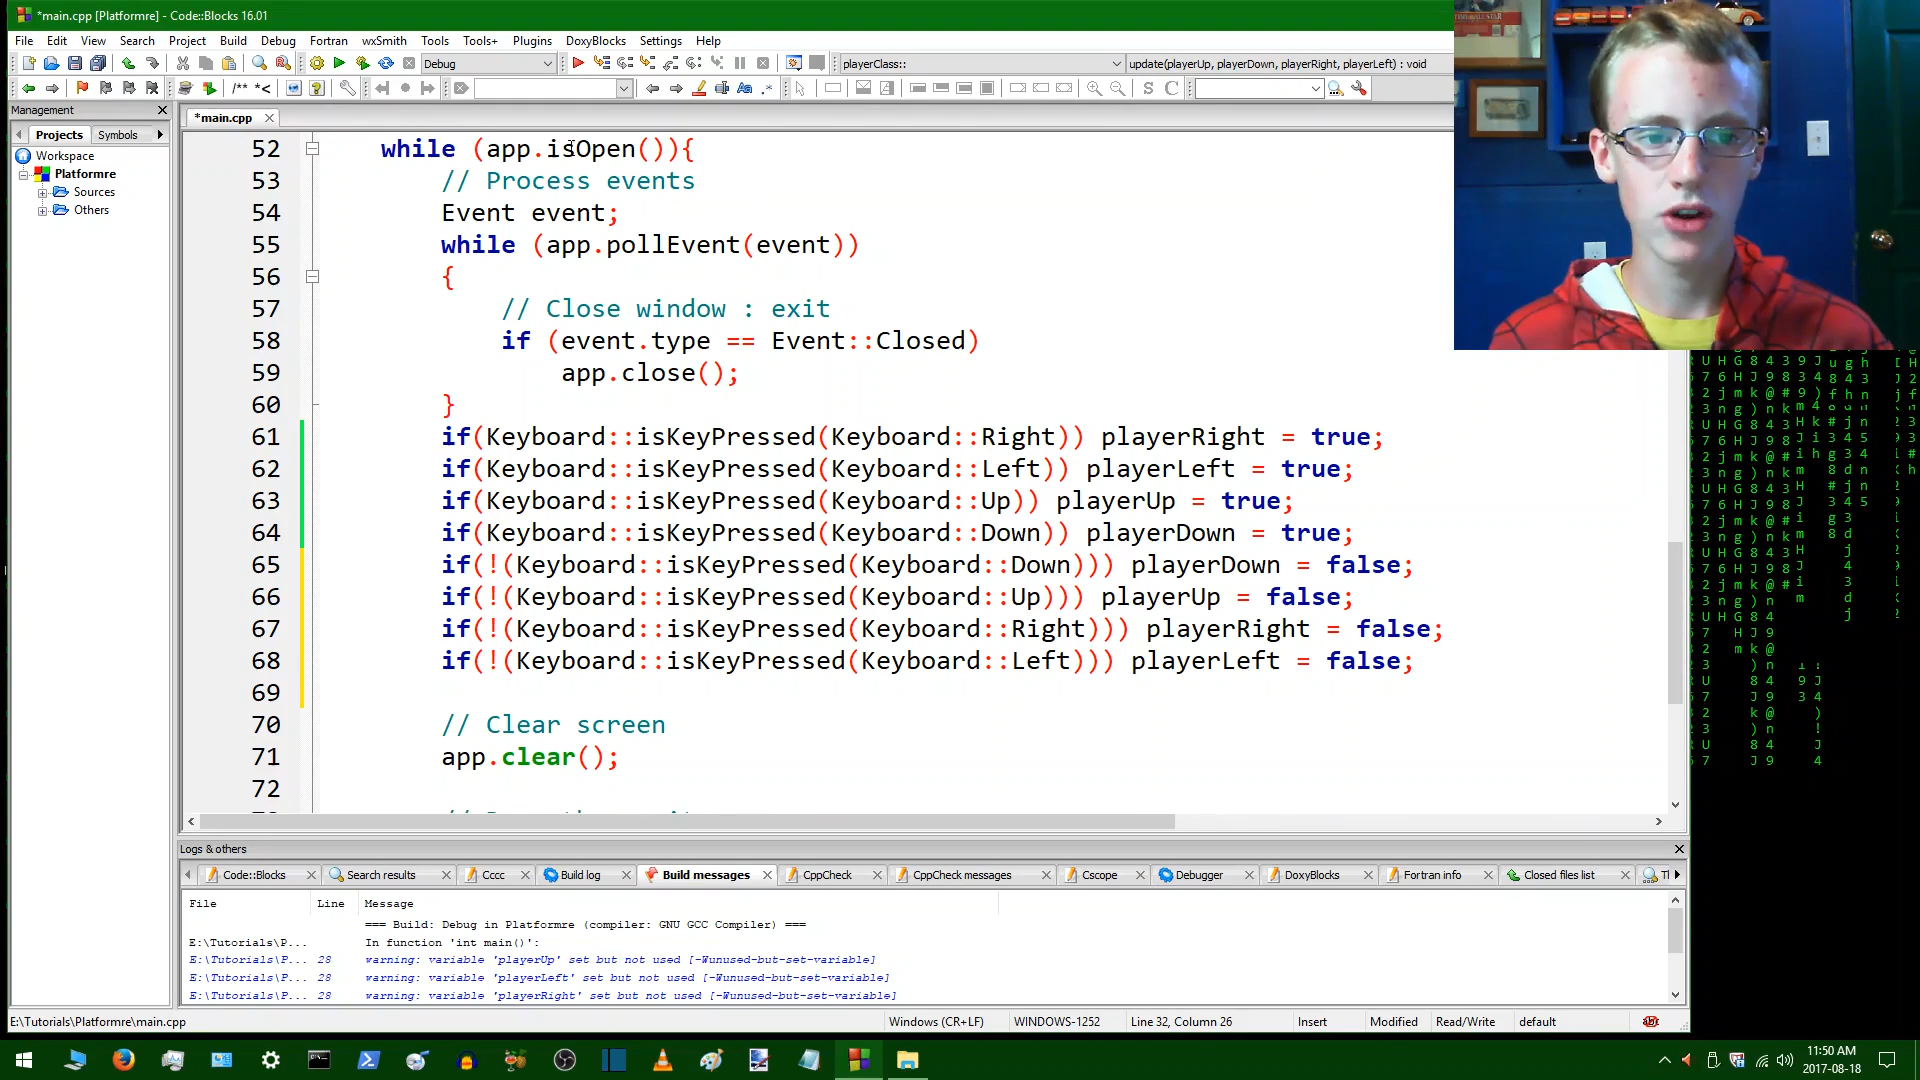 *main.cpp [Platformre] - Code::Blocks 16.01
File Edit View Search Project Build Debug Fortran wxSmith Tools Tools+ Plugins DoxyBlocks Settings Help
Debug
playerClass::
update(playerUp, playerDown, playerRight, playerLeft) : void
/** *<
S C
Management
Projects Symbols
Workspace
Platformre
Sources
Others
*main.cpp
52 while (app.isOpen()){
53 // Process events
54 Event event;
55 while (app.pollEvent(event))
56 {
57 // Close window : exit
58 if (event.type == Event::Closed)
59 app.close();
60 }
61 if(Keyboard::isKeyPressed(Keyboard::Right)) playerRight = true;
62 if(Keyboard::isKeyPressed(Keyboard::Left)) playerLeft = true;
63 if(Keyboard::isKeyPressed(Keyboard::Up)) playerUp = true;
64 if(Keyboard::isKeyPressed(Keyboard::Down)) playerDown = true;
65 if(!(Keyboard::isKeyPressed(Keyboard::Down))) playerDown = false;
66 if(!(Keyboard::isKeyPressed(Keyboard::Up))) playerUp = false;
67 if(!(Keyboard::isKeyPressed(Keyboard::Right))) playerRight = false;
68 if(!(Keyboard::isKeyPressed(Keyboard::Left))) playerLeft = false;
69
70 // Clear screen
71 app.clear();
72
Logs & others
Code::Blocks Search results Cccc Build log Build messages CppCheck CppCheck messages Cscope Debugger DoxyBlocks Fortran info Closed files list
File Line Message
=== Build: Debug in Platformre (compiler: GNU GCC Compiler) ===
E:\Tutorials\P... In function 'int main()':
E:\Tutorials\P... 28 warning: variable 'playerUp' set but not used [-Wunused-but-set-variable]
E:\Tutorials\P... 28 warning: variable 'playerLeft' set but not used [-Wunused-but-set-variable]
E:\Tutorials\P... 28 warning: variable 'playerRight' set but not used [-Wunused-but-set-variable]
E:\Tutorials\Platformre\main.cpp Windows (CR+LF) WINDOWS-1252 Line 32, Column 26 Insert Modified Read/Write default
11:50 AM
2017-08-18